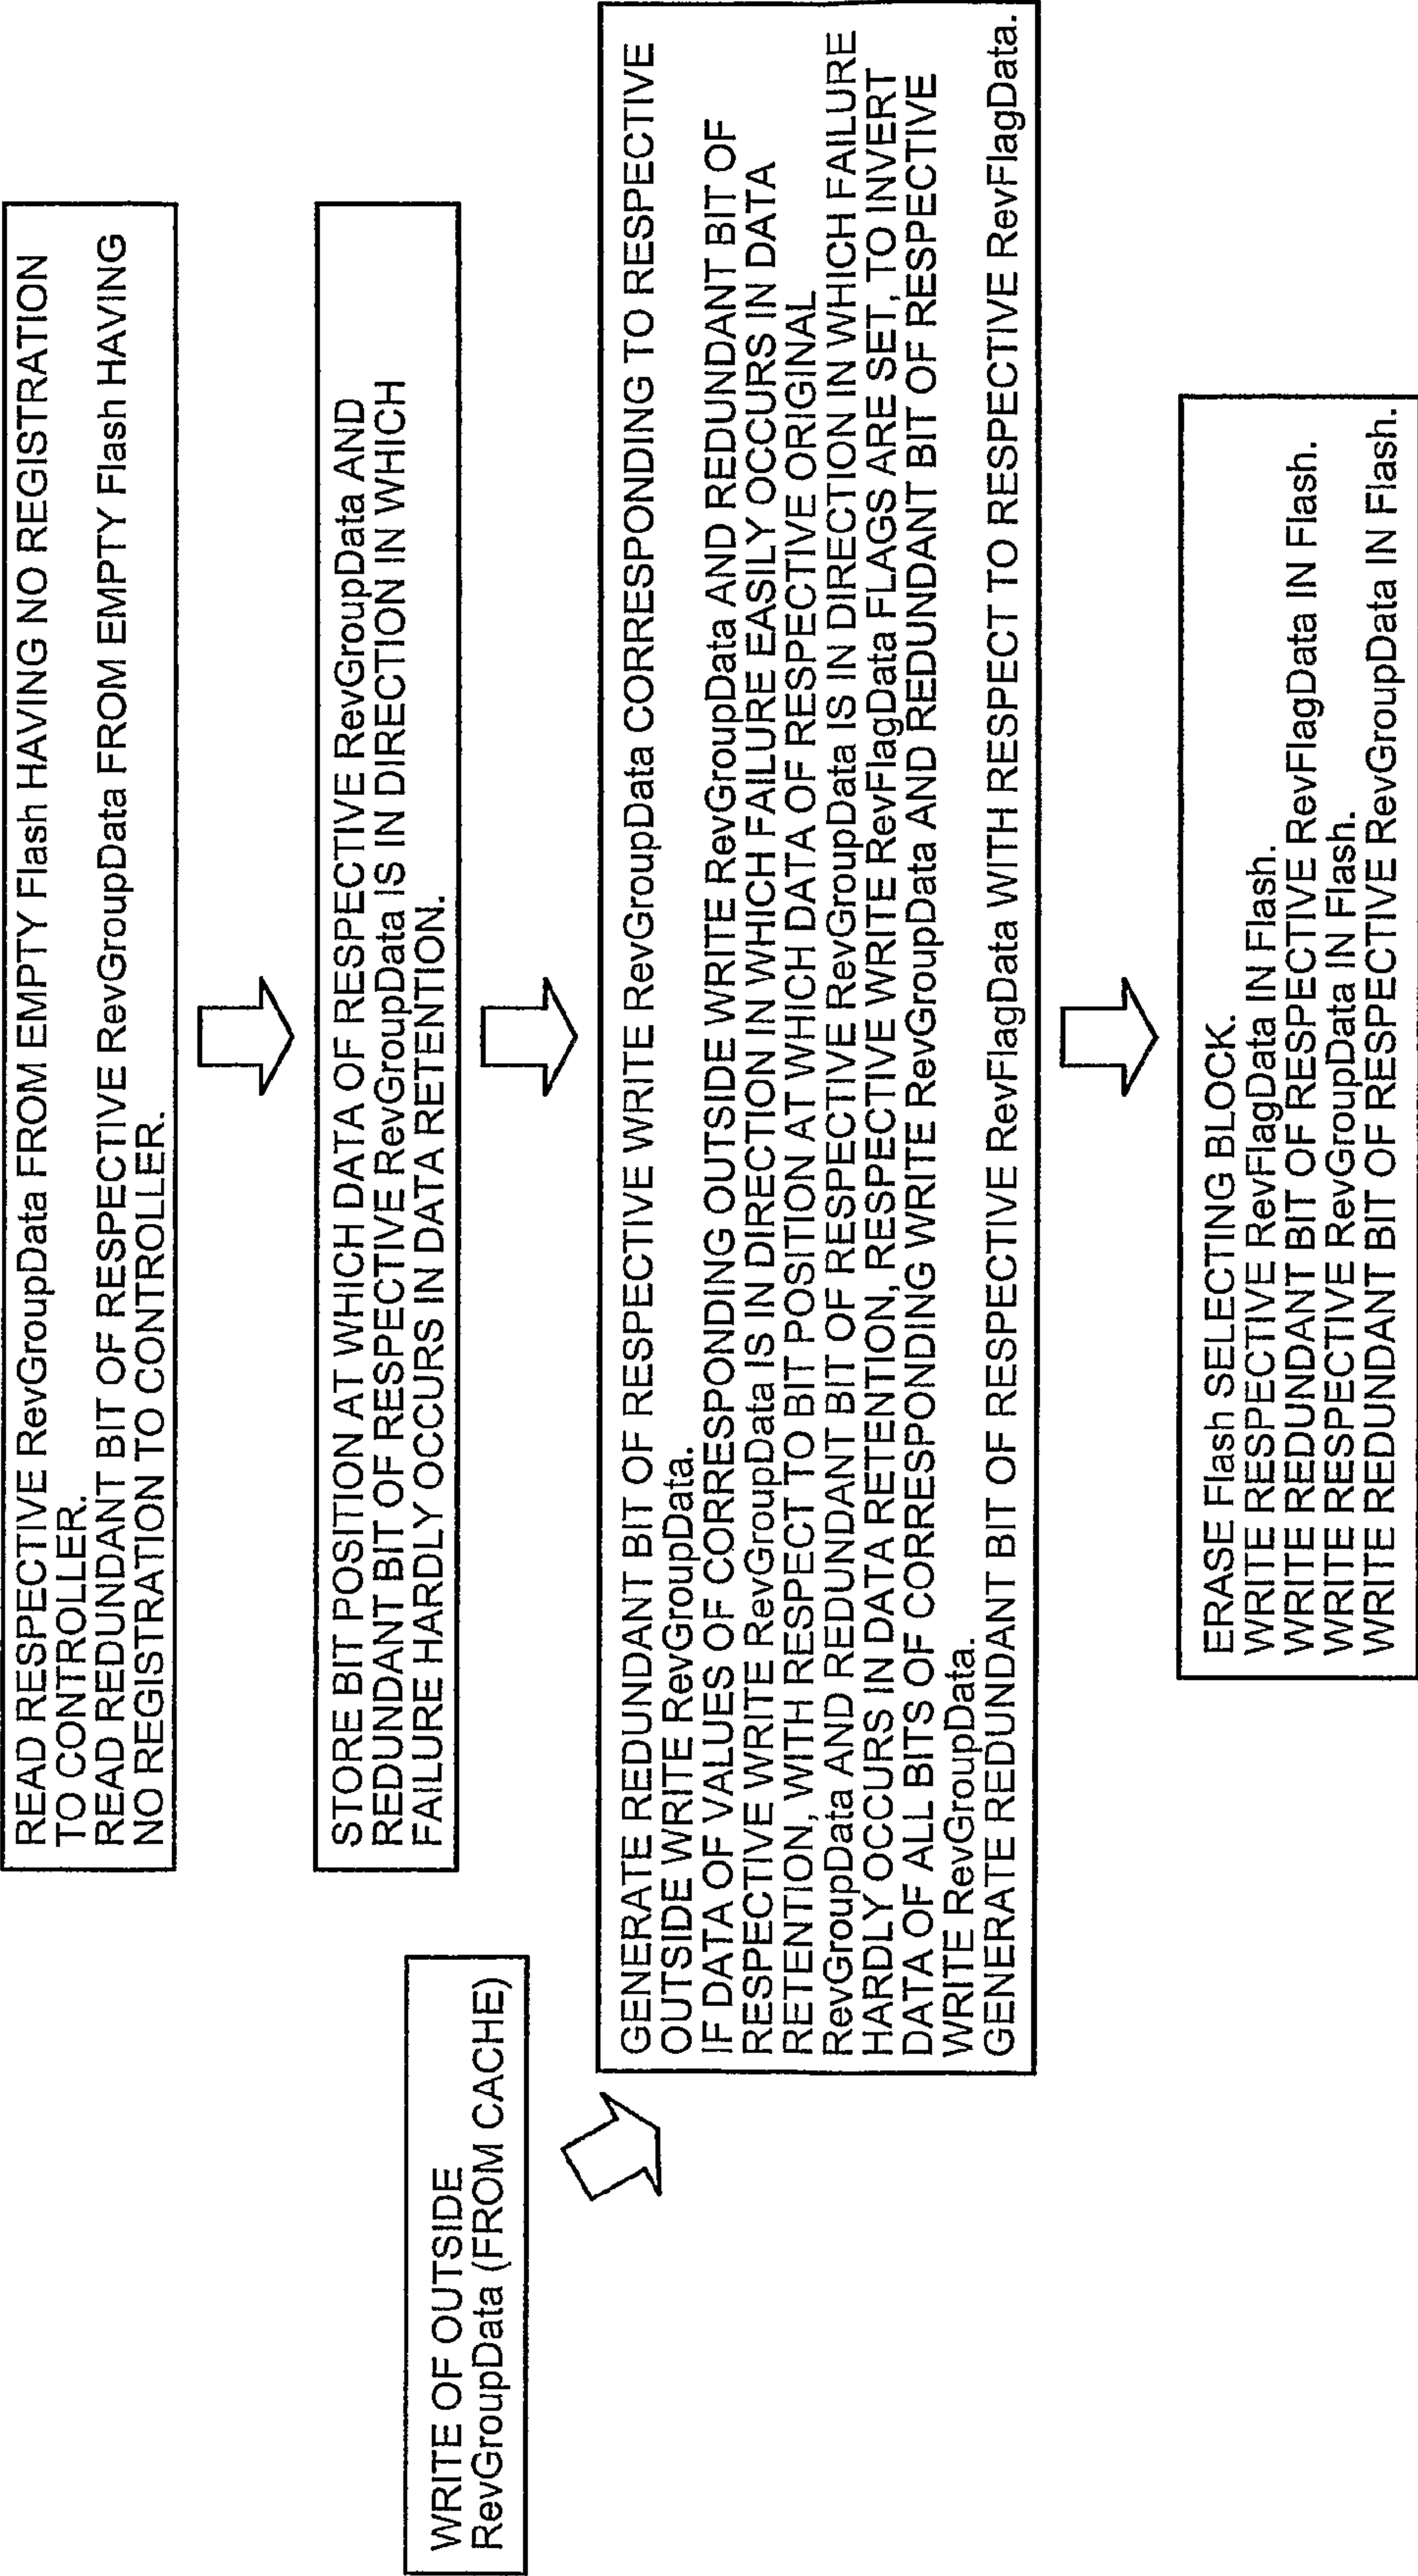 READ RESPECTIVE RevGroupData FROM EMPTY Flash HAVING NO REGISTRATION
TO CONTROLLER.
READ REDUNDANT BIT OF RESPECTIVE RevGroupData FROM EMPTY Flash HAVING
NO REGISTRATION TO CONTROLLER.
STORE BIT POSITION AT WHICH DATA OF RESPECTIVE RevGroupData AND
REDUNDANT BIT OF RESPECTIVE RevGroupData IS IN DIRECTION IN WHICH
FAILURE HARDLY OCCURS IN DATA RETENTION.
WRITE OF OUTSIDE
RevGroupData (FROM CACHE)
GENERATE REDUNDANT BIT OF RESPECTIVE WRITE RevGroupData CORRESPONDING TO RESPECTIVE
OUTSIDE WRITE RevGroupData.
IF DATA OF VALUES OF CORRESPONDING OUTSIDE WRITE RevGroupData AND REDUNDANT BIT OF
RESPECTIVE WRITE RevGroupData IS IN DIRECTION IN WHICH FAILURE EASILY OCCURS IN DATA
RETENTION, WITH RESPECT TO BIT POSITION AT WHICH DATA OF RESPECTIVE ORIGINAL
RevGroupData AND REDUNDANT BIT OF RESPECTIVE RevGroupData IS IN DIRECTION IN WHICH FAILURE
HARDLY OCCURS IN DATA RETENTION, RESPECTIVE WRITE RevFlagData FLAGS ARE SET, TO INVERT
DATA OF ALL BITS OF CORRESPONDING WRITE RevGroupData AND REDUNDANT BIT OF RESPECTIVE
WRITE RevGroupData.
GENERATE REDUNDANT BIT OF RESPECTIVE RevFlagData WITH RESPECT TO RESPECTIVE RevFlagData.
ERASE Flash SELECTING BLOCK.
WRITE RESPECTIVE RevFlagData IN Flash.
WRITE REDUNDANT BIT OF RESPECTIVE RevFlagData IN Flash.
WRITE RESPECTIVE RevGroupData IN Flash.
WRITE REDUNDANT BIT OF RESPECTIVE RevGroupData IN Flash.